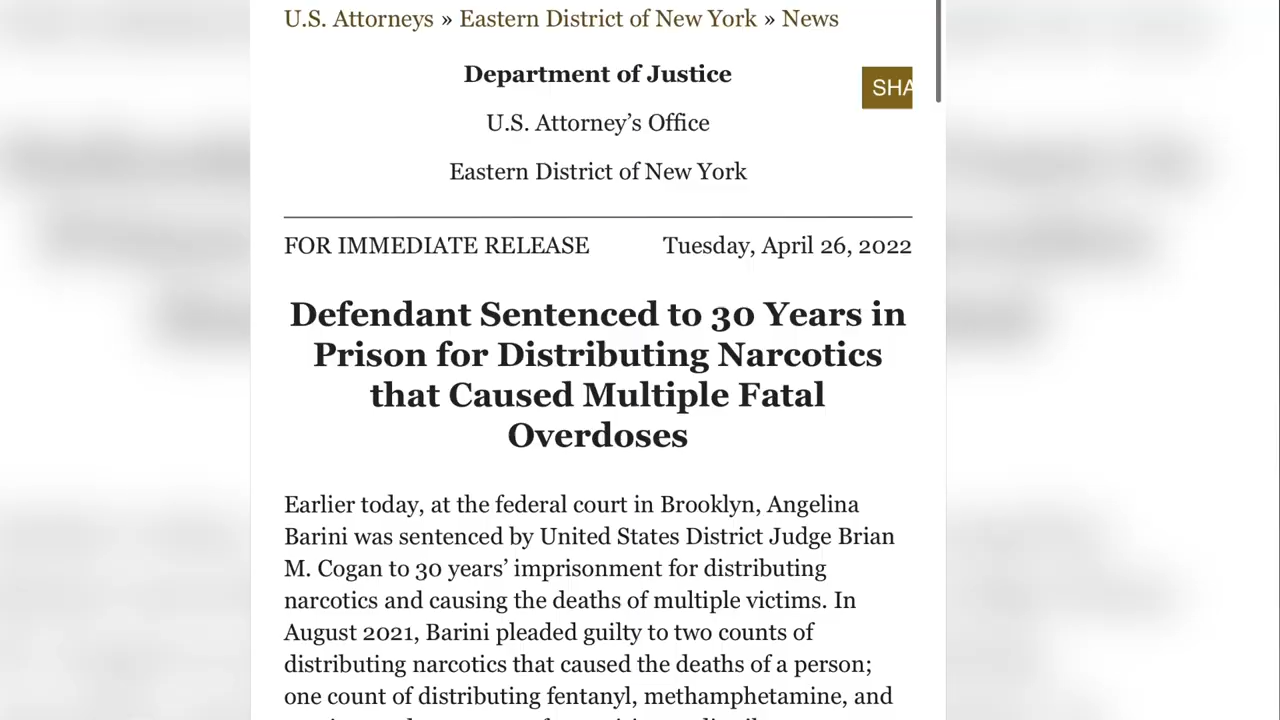 U.S. Attorneys » Eastern District of New York » News
Department of Justice
SHA
U.S. Attorney’s Office
Eastern District of New York
FOR IMMEDIATE RELEASE Tuesday, April 26, 2022
Defendant Sentenced to 30 Years in
Prison for Distributing Narcotics
that Caused Multiple Fatal
Overdoses
Earlier today, at the federal court in Brooklyn, Angelina
Barini was sentenced by United States District Judge Brian
M. Cogan to 30 years’ imprisonment for distributing
narcotics and causing the deaths of multiple victims. In
August 2021, Barini pleaded guilty to two counts of
distributing narcotics that caused the deaths of a person;
one count of distributing fentanyl, methamphetamine, and